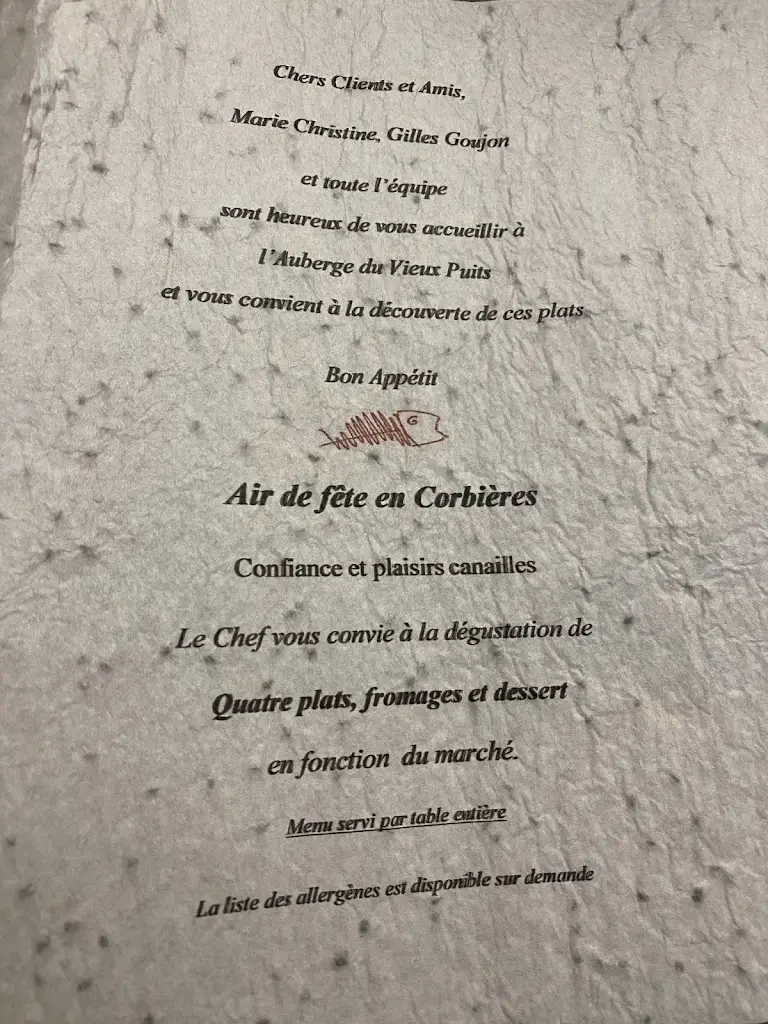 Chers Clients et Amis,
Marie Christine, Gilles Goujon
et toute l'équipe
sont heureux de vous accueillir à
l'Auberge du Vieux Puits
et vous convient à la découverte de ces plats
Bon Appétit
Air de fête en Corbières
Confiance et plaisirs canailles
Le Chef vous convie à la dégustation de
Quatre plats, fromages et dessert
en fonction du marché.
Menu servi par table entière
La liste des allergènes est disponible sur demande